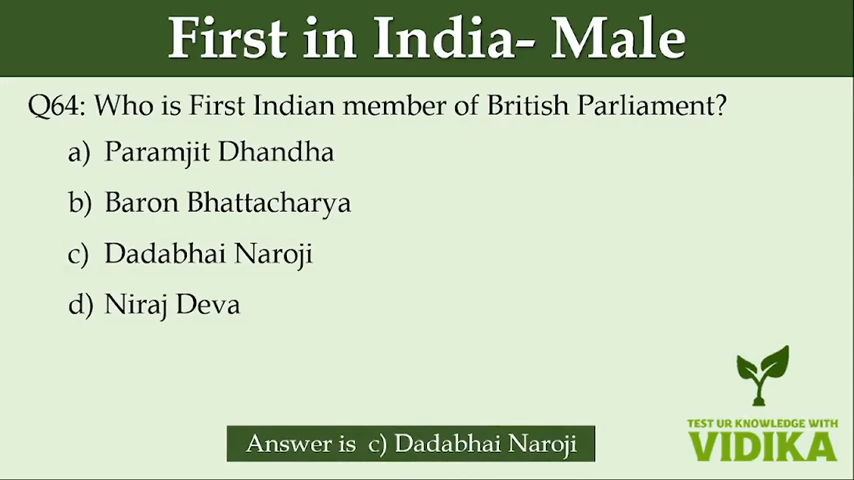 First in India- Male
Q64: Who is First Indian member of British Parliament?
a) Paramjit Dhandha
b) Baron Bhattacharya
c) Dadabhai Naroji
d) Niraj Deva
TEST UR KNOWLEDGE WITH
VIDIKA
Answer is c) Dadabhai Naroji